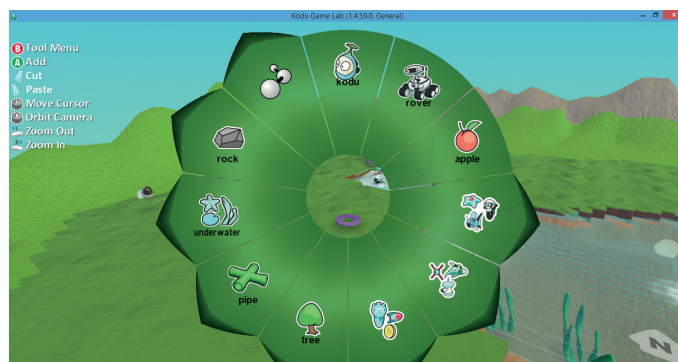 Kodu Game Lab (1.4.59.0, General)
B Tool Menu
A Add
Cut
Paste
Move Cursor
Orbit Camera
Zoom Out
Zoom In
kodu
rover
apple
rock
underwater
pipe
tree
N